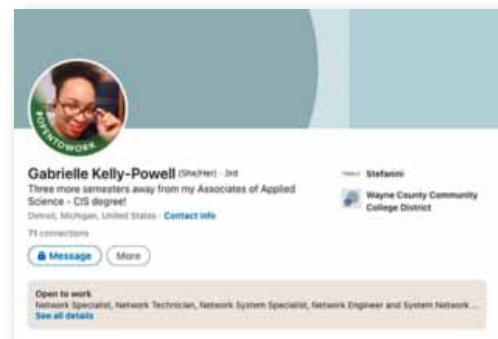 #OPENTOWORK
Gabrielle Kelly-Powell (She/Her) · 3rd
Three more semesters away from my Associates of Applied
Science - CIS degree!
Detroit, Michigan, United States · Contact info
71 connections
Message
More
Stefanini
Wayne County Community
College District
Open to work
Network Specialist, Network Technician, Network System Specialist, Network Engineer and System Network ...
See all details